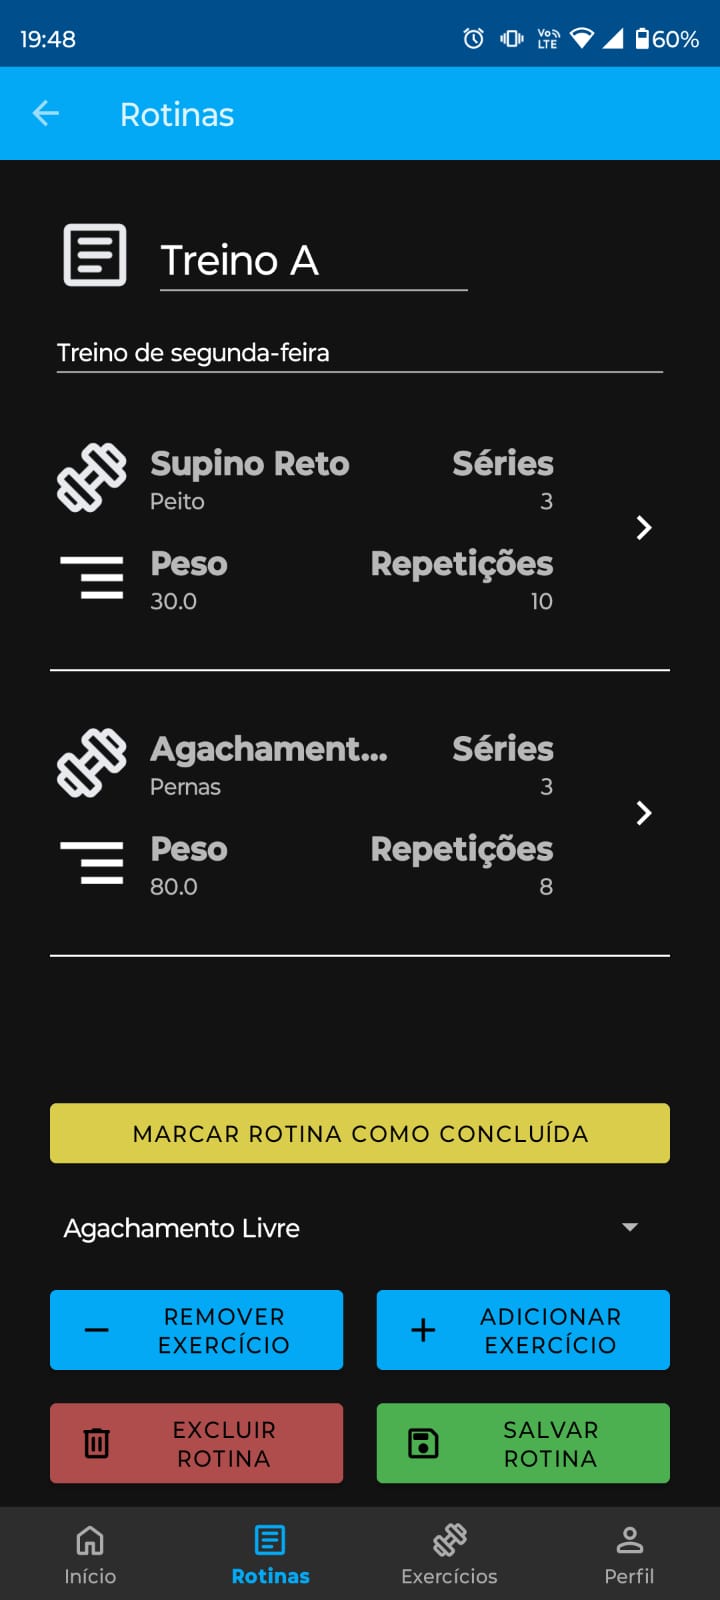 19:48
Vo))
LTE
60%
Rotinas
Treino A
Treino de segunda-feira
Supino Reto Séries
Peito 3
Peso Repetições
30.0 10
Agachament... Séries
Pernas 3
Peso Repetições
80.0 8
MARCAR ROTINA COMO CONCLUÍDA
Agachamento Livre
REMOVER
EXERCÍCIO
ADICIONAR
EXERCÍCIO
EXCLUIR
ROTINA
SALVAR
ROTINA
Início Rotinas Exercícios Perfil